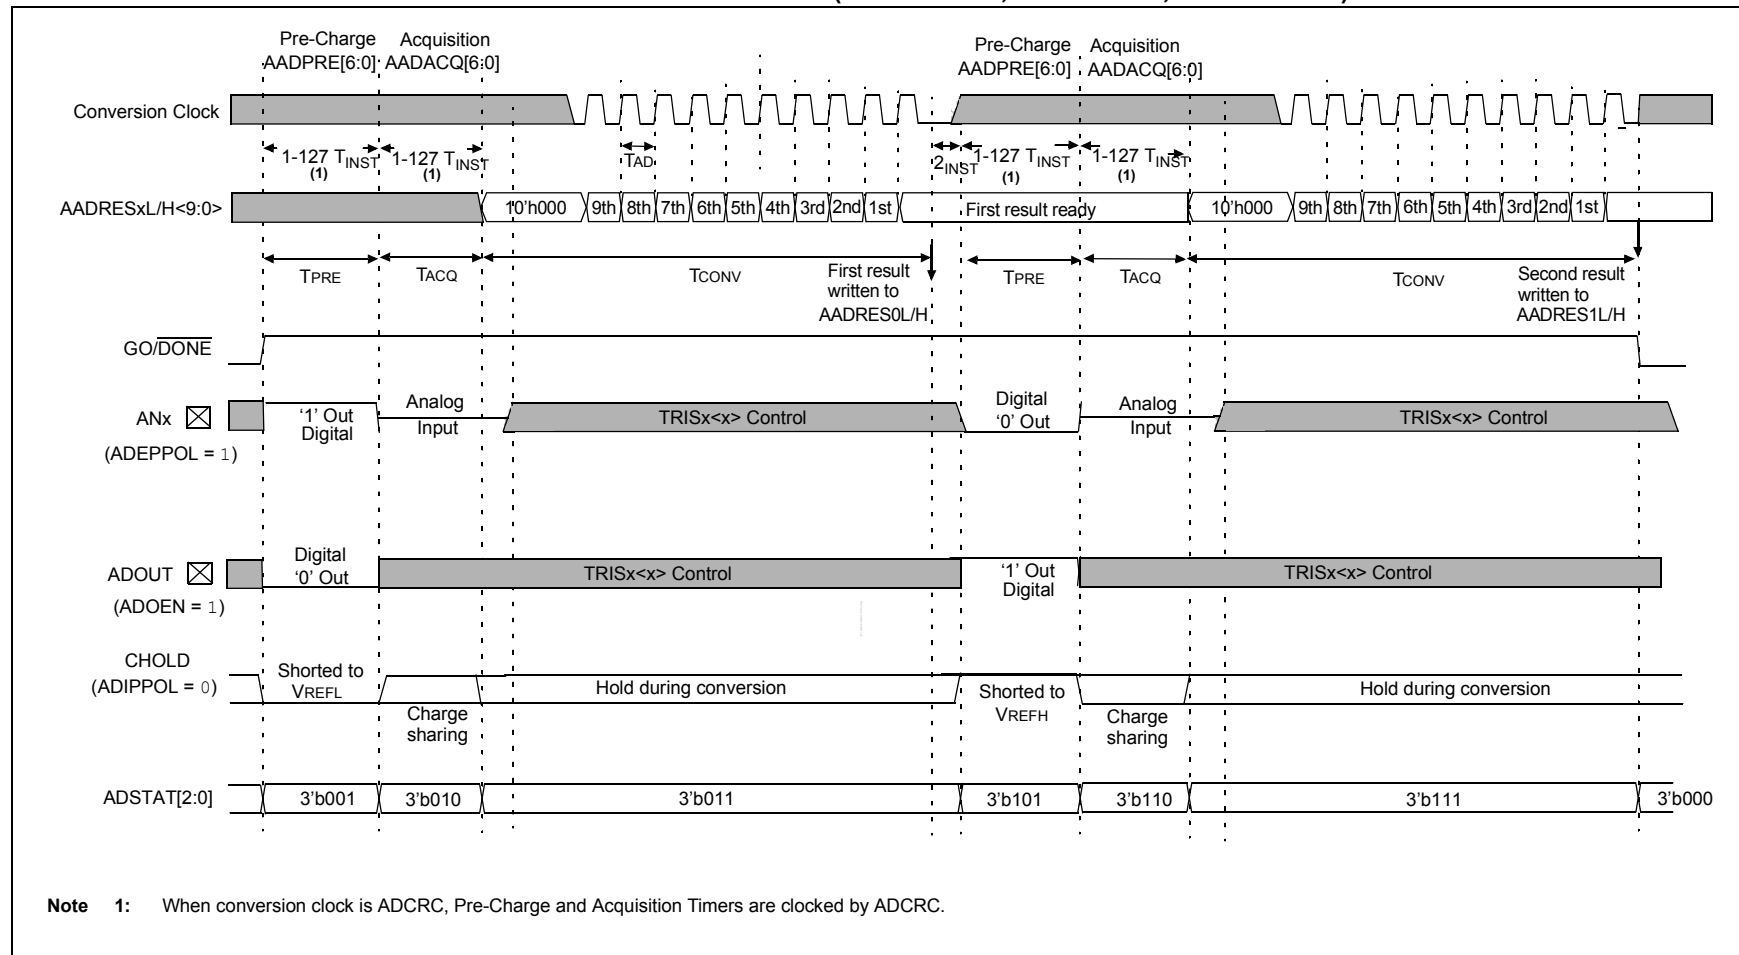 Pre-Charge Acquisition Pre-Charge Acquisition
AADPRE[6:0] AADACQ[6:0] AADPRE[6:0] AADACQ[6:0]
Conversion Clock
1-127 TINST 1-127 TINST TAD 2INST 1-127 TINST 1-127 TINST
(1) (1) (1) (1)
AADRESxL/H<9:0> 10'h000 9th 8th 7th 6th 5th 4th 3rd 2nd 1st First result ready 10'h000 9th 8th 7th 6th 5th 4th 3rd 2nd 1st
TPRE TACQ TCONV First result TPRE TACQ TCONV Second result
written to written to
AADRES0L/H AADRES1L/H
GO/DONE
ANx '1' Out Analog TRISx<x> Control Digital Analog TRISx<x> Control
Digital Input '0' Out Input
(ADEPPOL = 1)
ADOUT Digital TRISx<x> Control '1' Out TRISx<x> Control
'0' Out Digital
(ADOEN = 1)
CHOLD Shorted to Hold during conversion Shorted to Hold during conversion
(ADIPPOL = 0) VREFL VREFH
Charge Charge
sharing sharing
ADSTAT[2:0] 3'b001 3'b010 3'b011 3'b101 3'b110 3'b111 3'b000
Note 1: When conversion clock is ADCRC, Pre-Charge and Acquisition Timers are clocked by ADCRC.